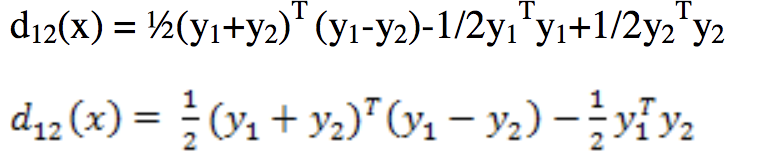 d₁₂(x) = ½(y₁+y₂)ᵀ (y₁-y₂)-1/2y₁ᵀy₁+1/2y₂ᵀy₂
d₁₂(x) = ½(y₁ + y₂)ᵀ(y₁ − y₂) − ½y₁ᵀy₂